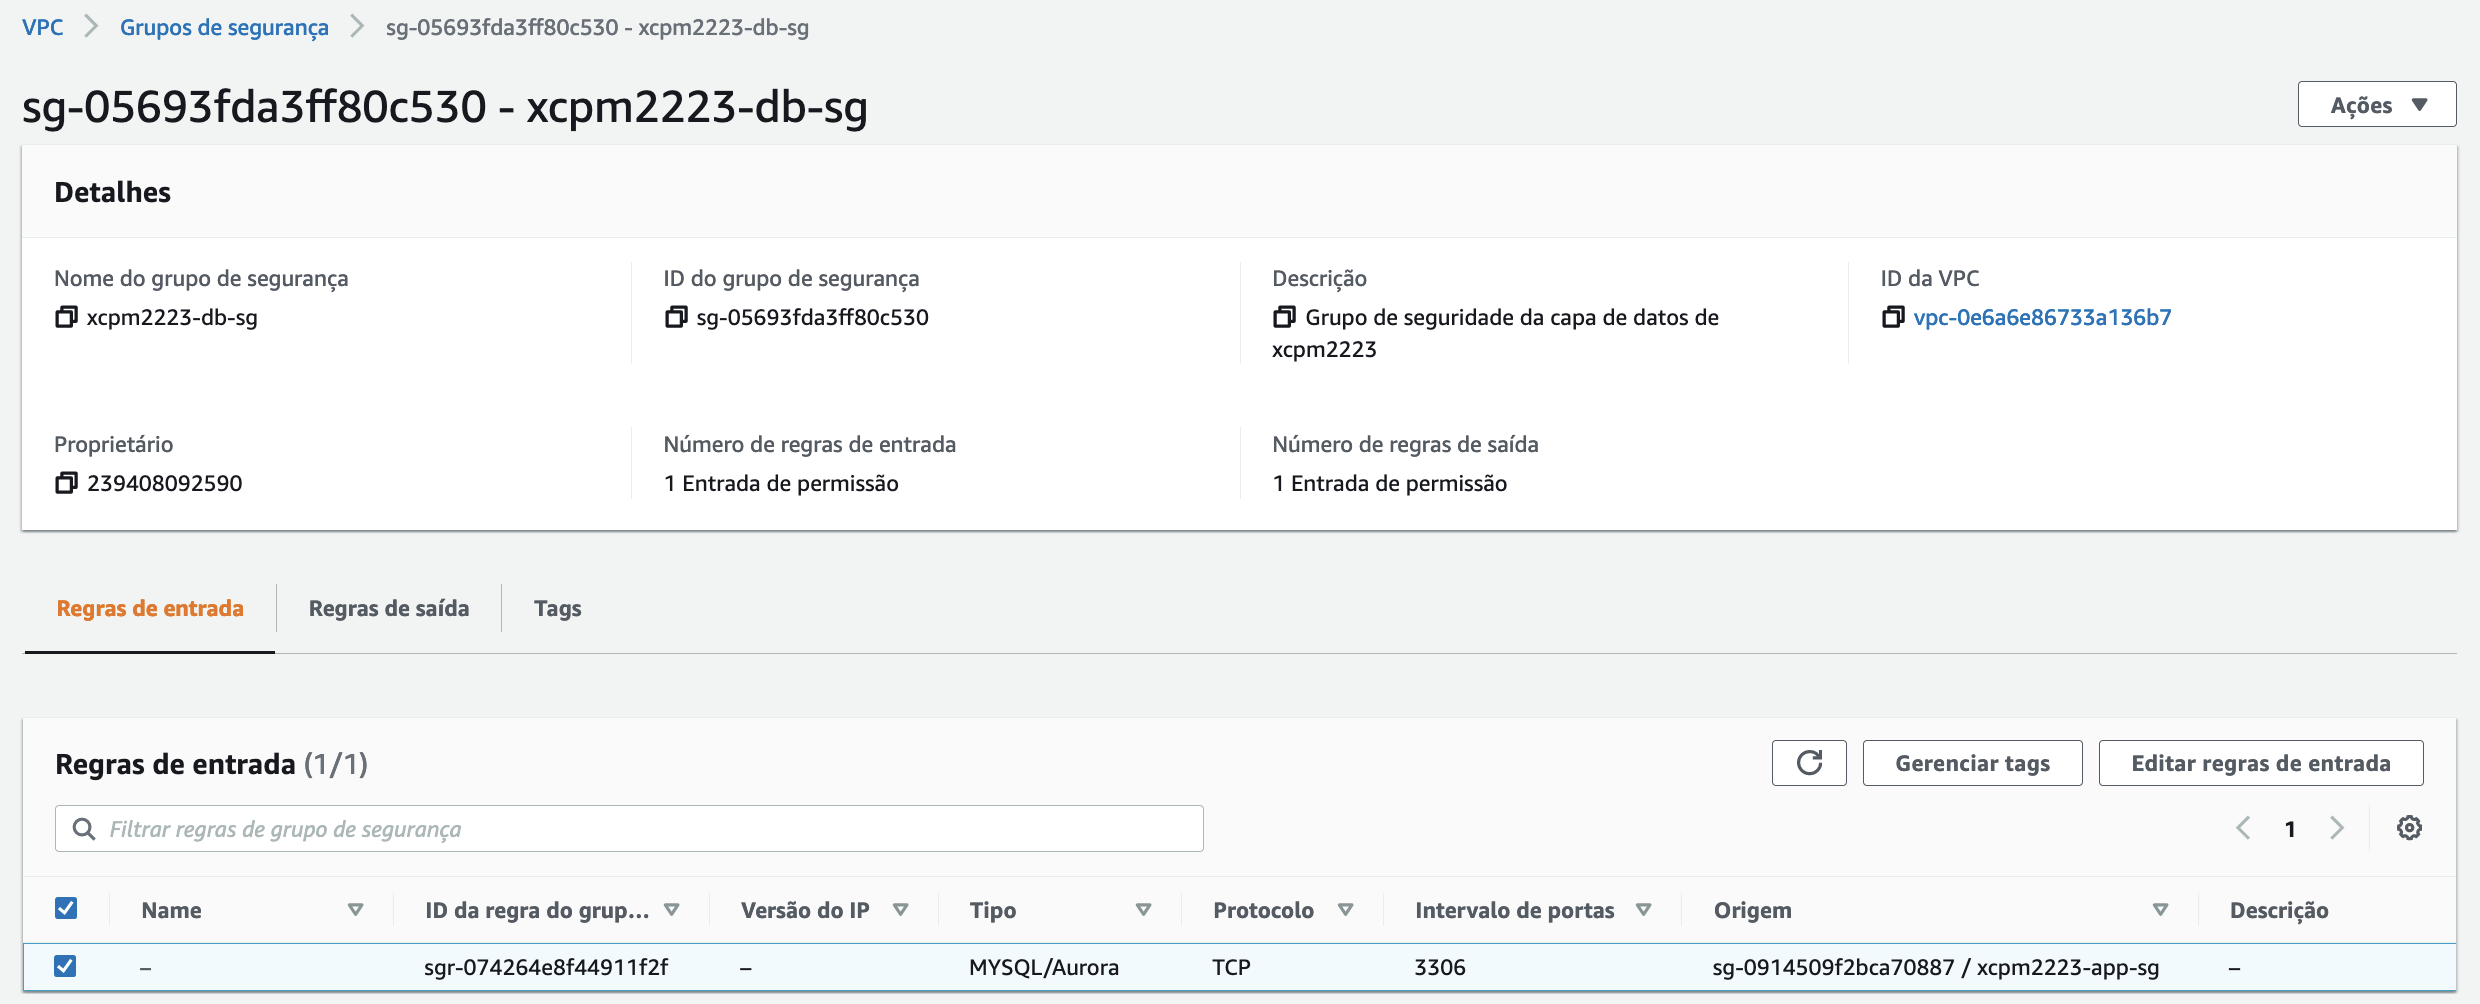 VPC > Grupos de segurança > sg-05693fda3ff80c530 - xcpm2223-db-sg
sg-05693fda3ff80c530 - xcpm2223-db-sg
Ações
Detalhes
Nome do grupo de segurança
xcpm2223-db-sg
ID do grupo de segurança
sg-05693fda3ff80c530
Descrição
Grupo de seguridade da capa de datos de
xcpm2223
ID da VPC
vpc-0e6a6e86733a136b7
Proprietário
239408092590
Número de regras de entrada
1 Entrada de permissão
Número de regras de saída
1 Entrada de permissão
Regras de entrada
Regras de saída
Tags
Regras de entrada (1/1)
Gerenciar tags
Editar regras de entrada
Filtrar regras de grupo de segurança
1
Name ID da regra do grup... Versão do IP Tipo Protocolo Intervalo de portas Origem Descrição
– sgr-074264e8f44911f2f – MYSQL/Aurora TCP 3306 sg-0914509f2bca70887 / xcpm2223-app-sg –